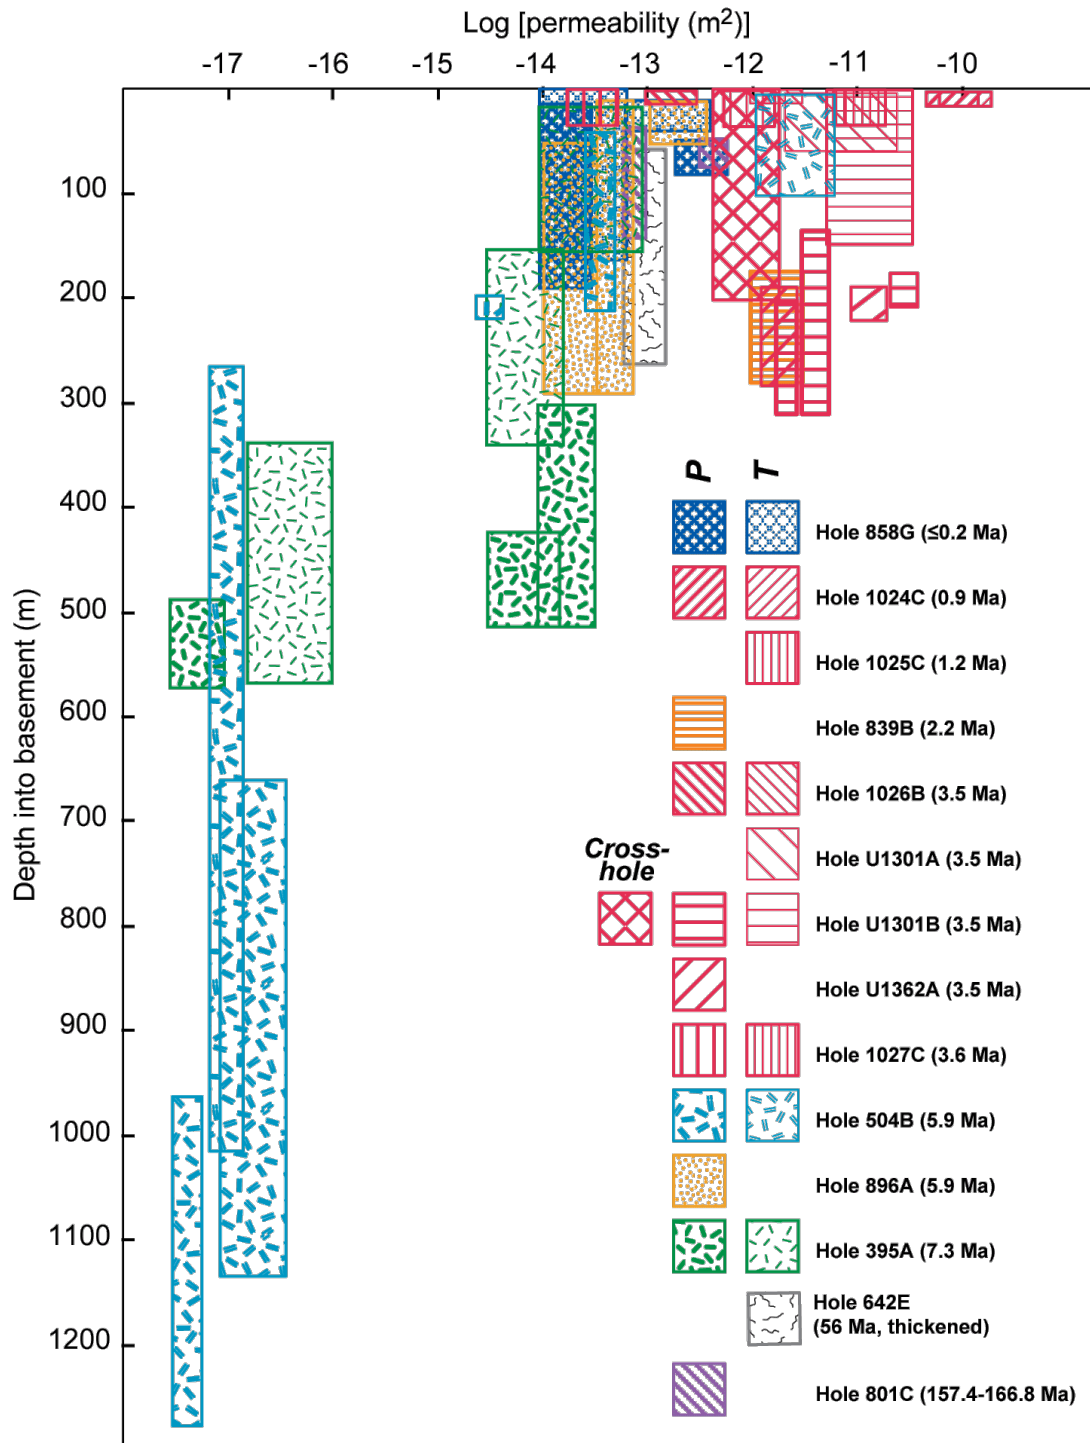 Log [permeability (m2)]
-17 -16 -15 -14 -13 -12 -11 -10
Depth into basement (m)
100
200
300
400
500
600
700
800
900
1000
1100
1200
P T
Hole 858G (≤0.2 Ma)
Hole 1024C (0.9 Ma)
Hole 1025C (1.2 Ma)
Hole 839B (2.2 Ma)
Hole 1026B (3.5 Ma)
Hole U1301A (3.5 Ma)
Cross-
hole
Hole U1301B (3.5 Ma)
Hole U1362A (3.5 Ma)
Hole 1027C (3.6 Ma)
Hole 504B (5.9 Ma)
Hole 896A (5.9 Ma)
Hole 395A (7.3 Ma)
Hole 642E
(56 Ma, thickened)
Hole 801C (157.4-166.8 Ma)